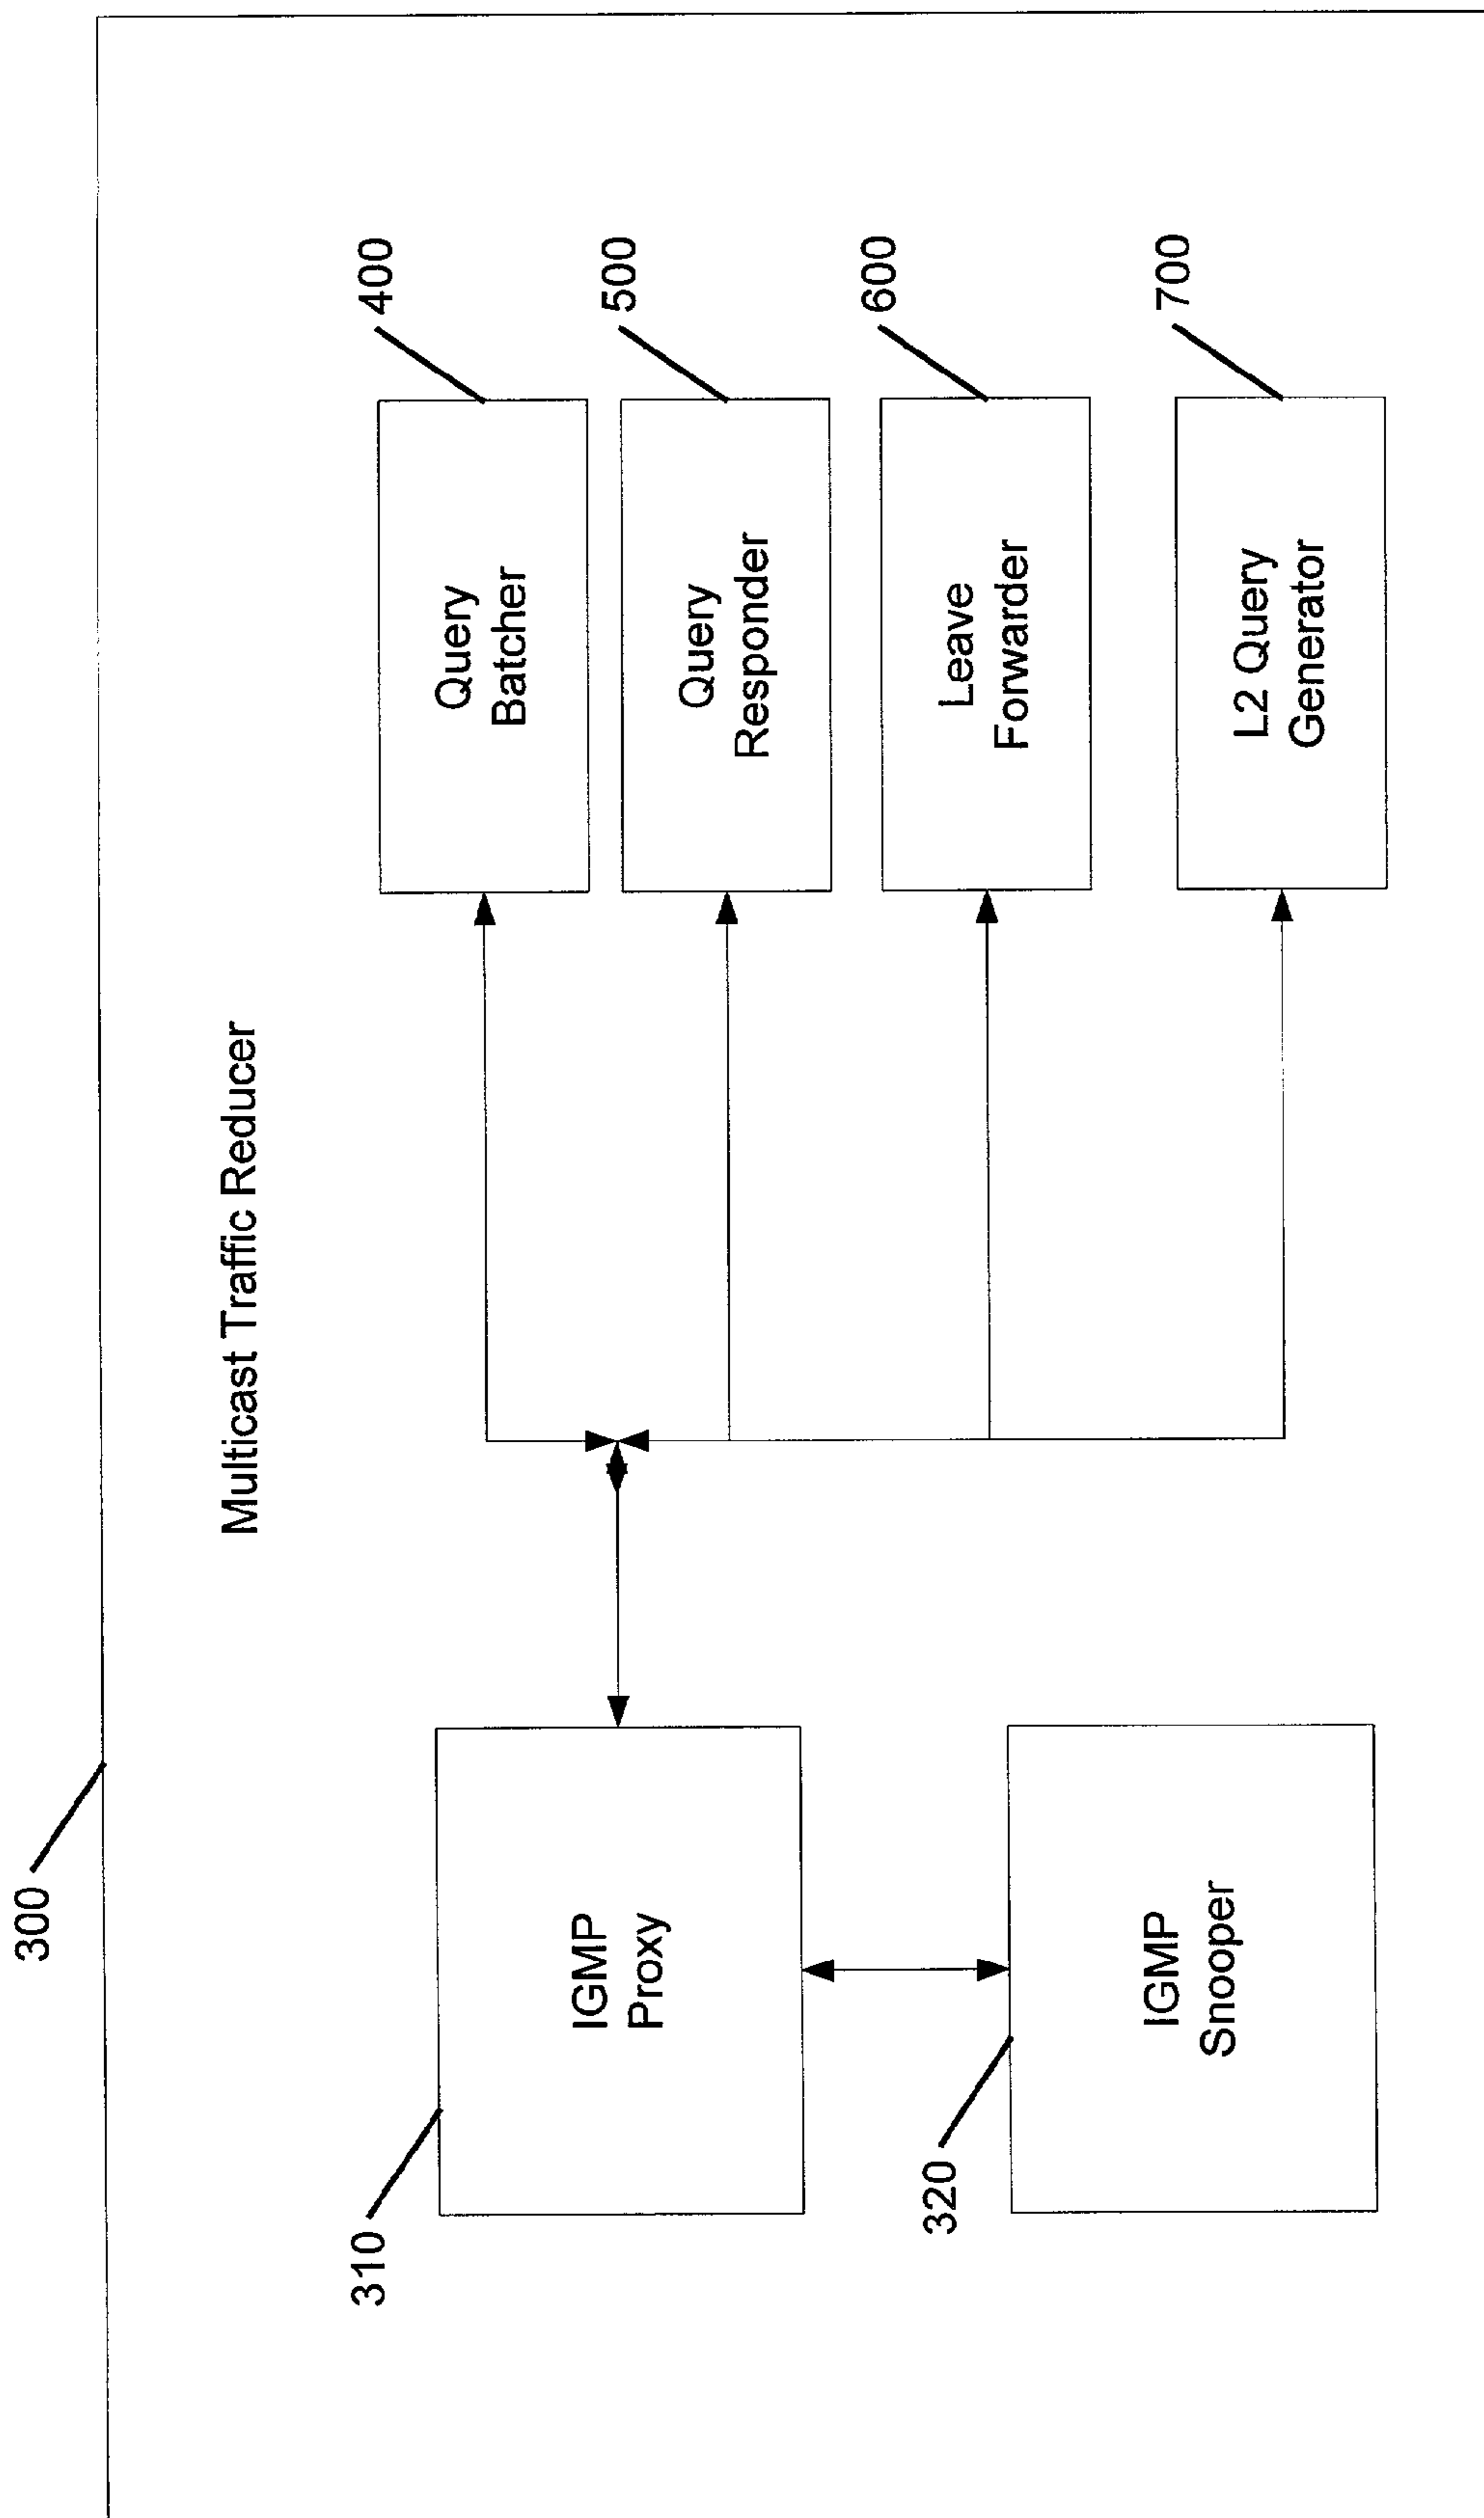 300
Multicast Traffic Reducer
310
IGMP
Proxy
320
IGMP
Snooper
400
Query
Batcher
500
Query
Responder
600
Leave
Forwarder
700
L2 Query
Generator